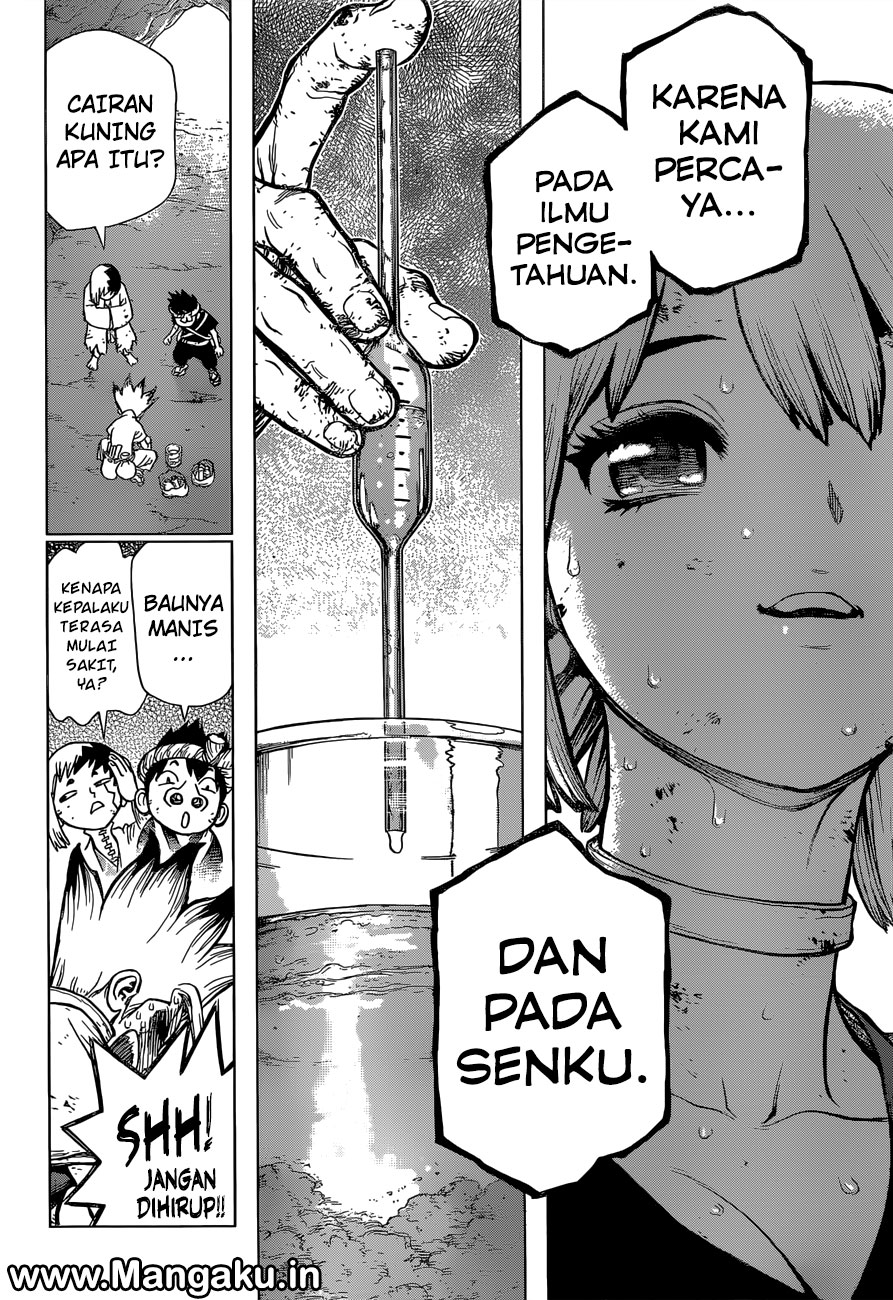 KARENA
KAMI
PERCA-
YA...
PADA
ILMU
PENGE-
TAHUAN.
DAN
PADA
SENKU.
CAIRAN
KUNING
APA ITU?
BAUNYA
MANIS
...
KENAPA
KEPALAKU
TERASA
MULAI
SAKIT,
YA?
SHH!
JANGAN
DIHIRUP!!
www.Mangaku.in